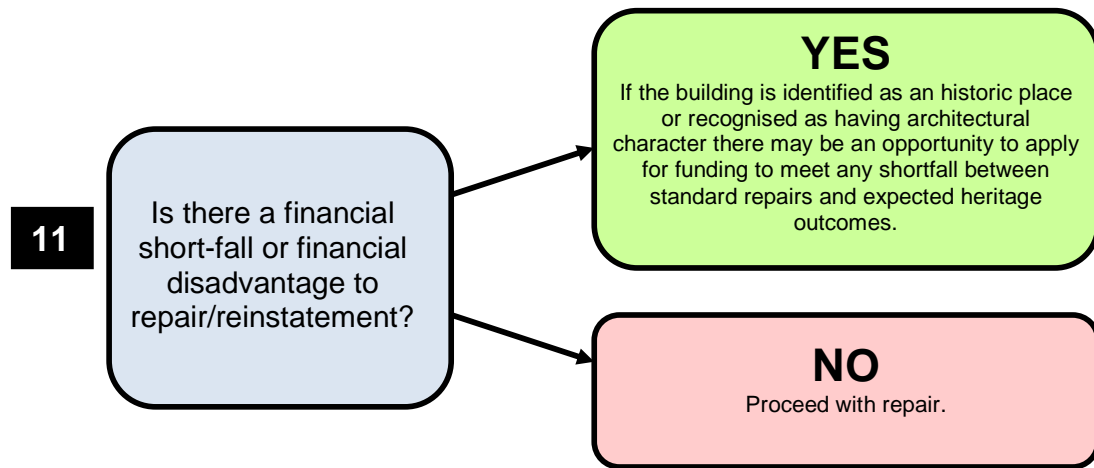 11
Is there a financial
short-fall or financial
disadvantage to
repair/reinstatement?
YES
If the building is identified as an historic place
or recognised as having architectural
character there may be an opportunity to apply
for funding to meet any shortfall between
standard repairs and expected heritage
outcomes.
NO
Proceed with repair.